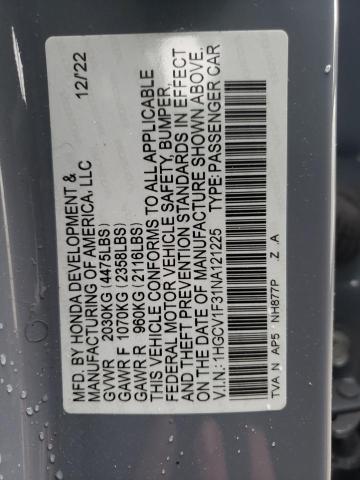 12/22
MFD. BY HONDA DEVELOPMENT &
MANUFACTURING OF AMERICA, LLC
GVWR 2030KG (4475LBS)
GAWR F 1070KG (2358LBS)
GAWR R 960KG (2116LBS)
THIS VEHICLE CONFORMS TO ALL APPLICABLE
FEDERAL MOTOR VEHICLE SAFETY, BUMPER,
AND THEFT PREVENTION STANDARDS IN EFFECT
ON THE DATE OF MANUFACTURE SHOWN ABOVE.
V.I.N.: 1HGCV1F31NA121225 TYPE: PASSENGER CAR
TVA N AP5 NH877P Z A